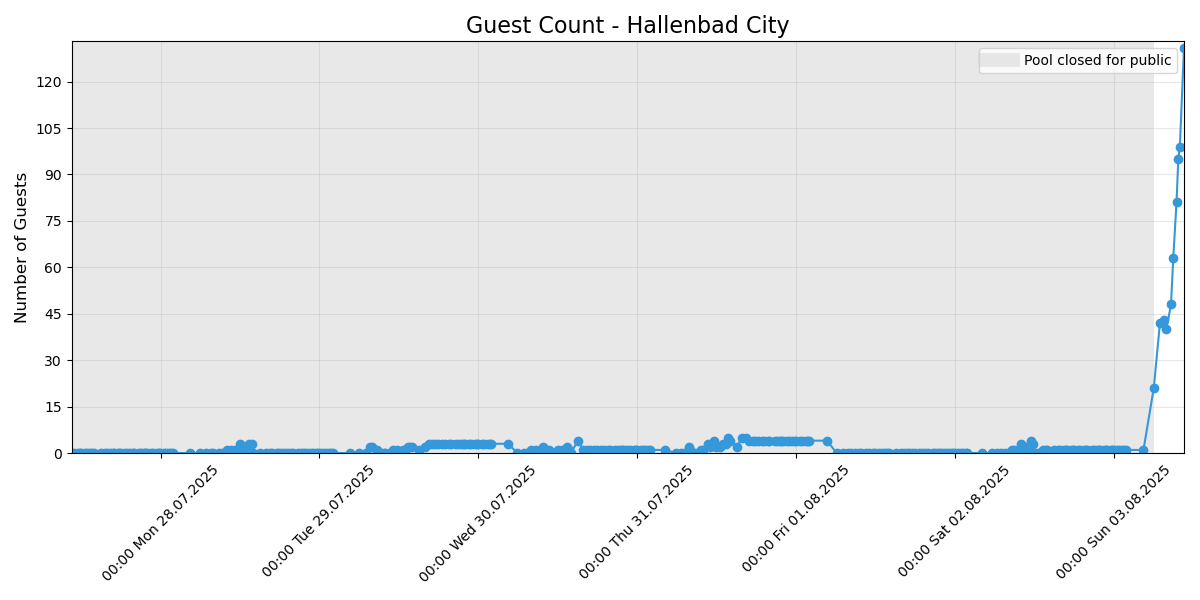 Guest Count - Hallenbad City
Pool closed for public
Number of Guests
120
105
90
75
60
45
30
15
0
00:00 Mon 28.07.2025
00:00 Tue 29.07.2025
00:00 Wed 30.07.2025
00:00 Thu 31.07.2025
00:00 Fri 01.08.2025
00:00 Sat 02.08.2025
00:00 Sun 03.08.2025